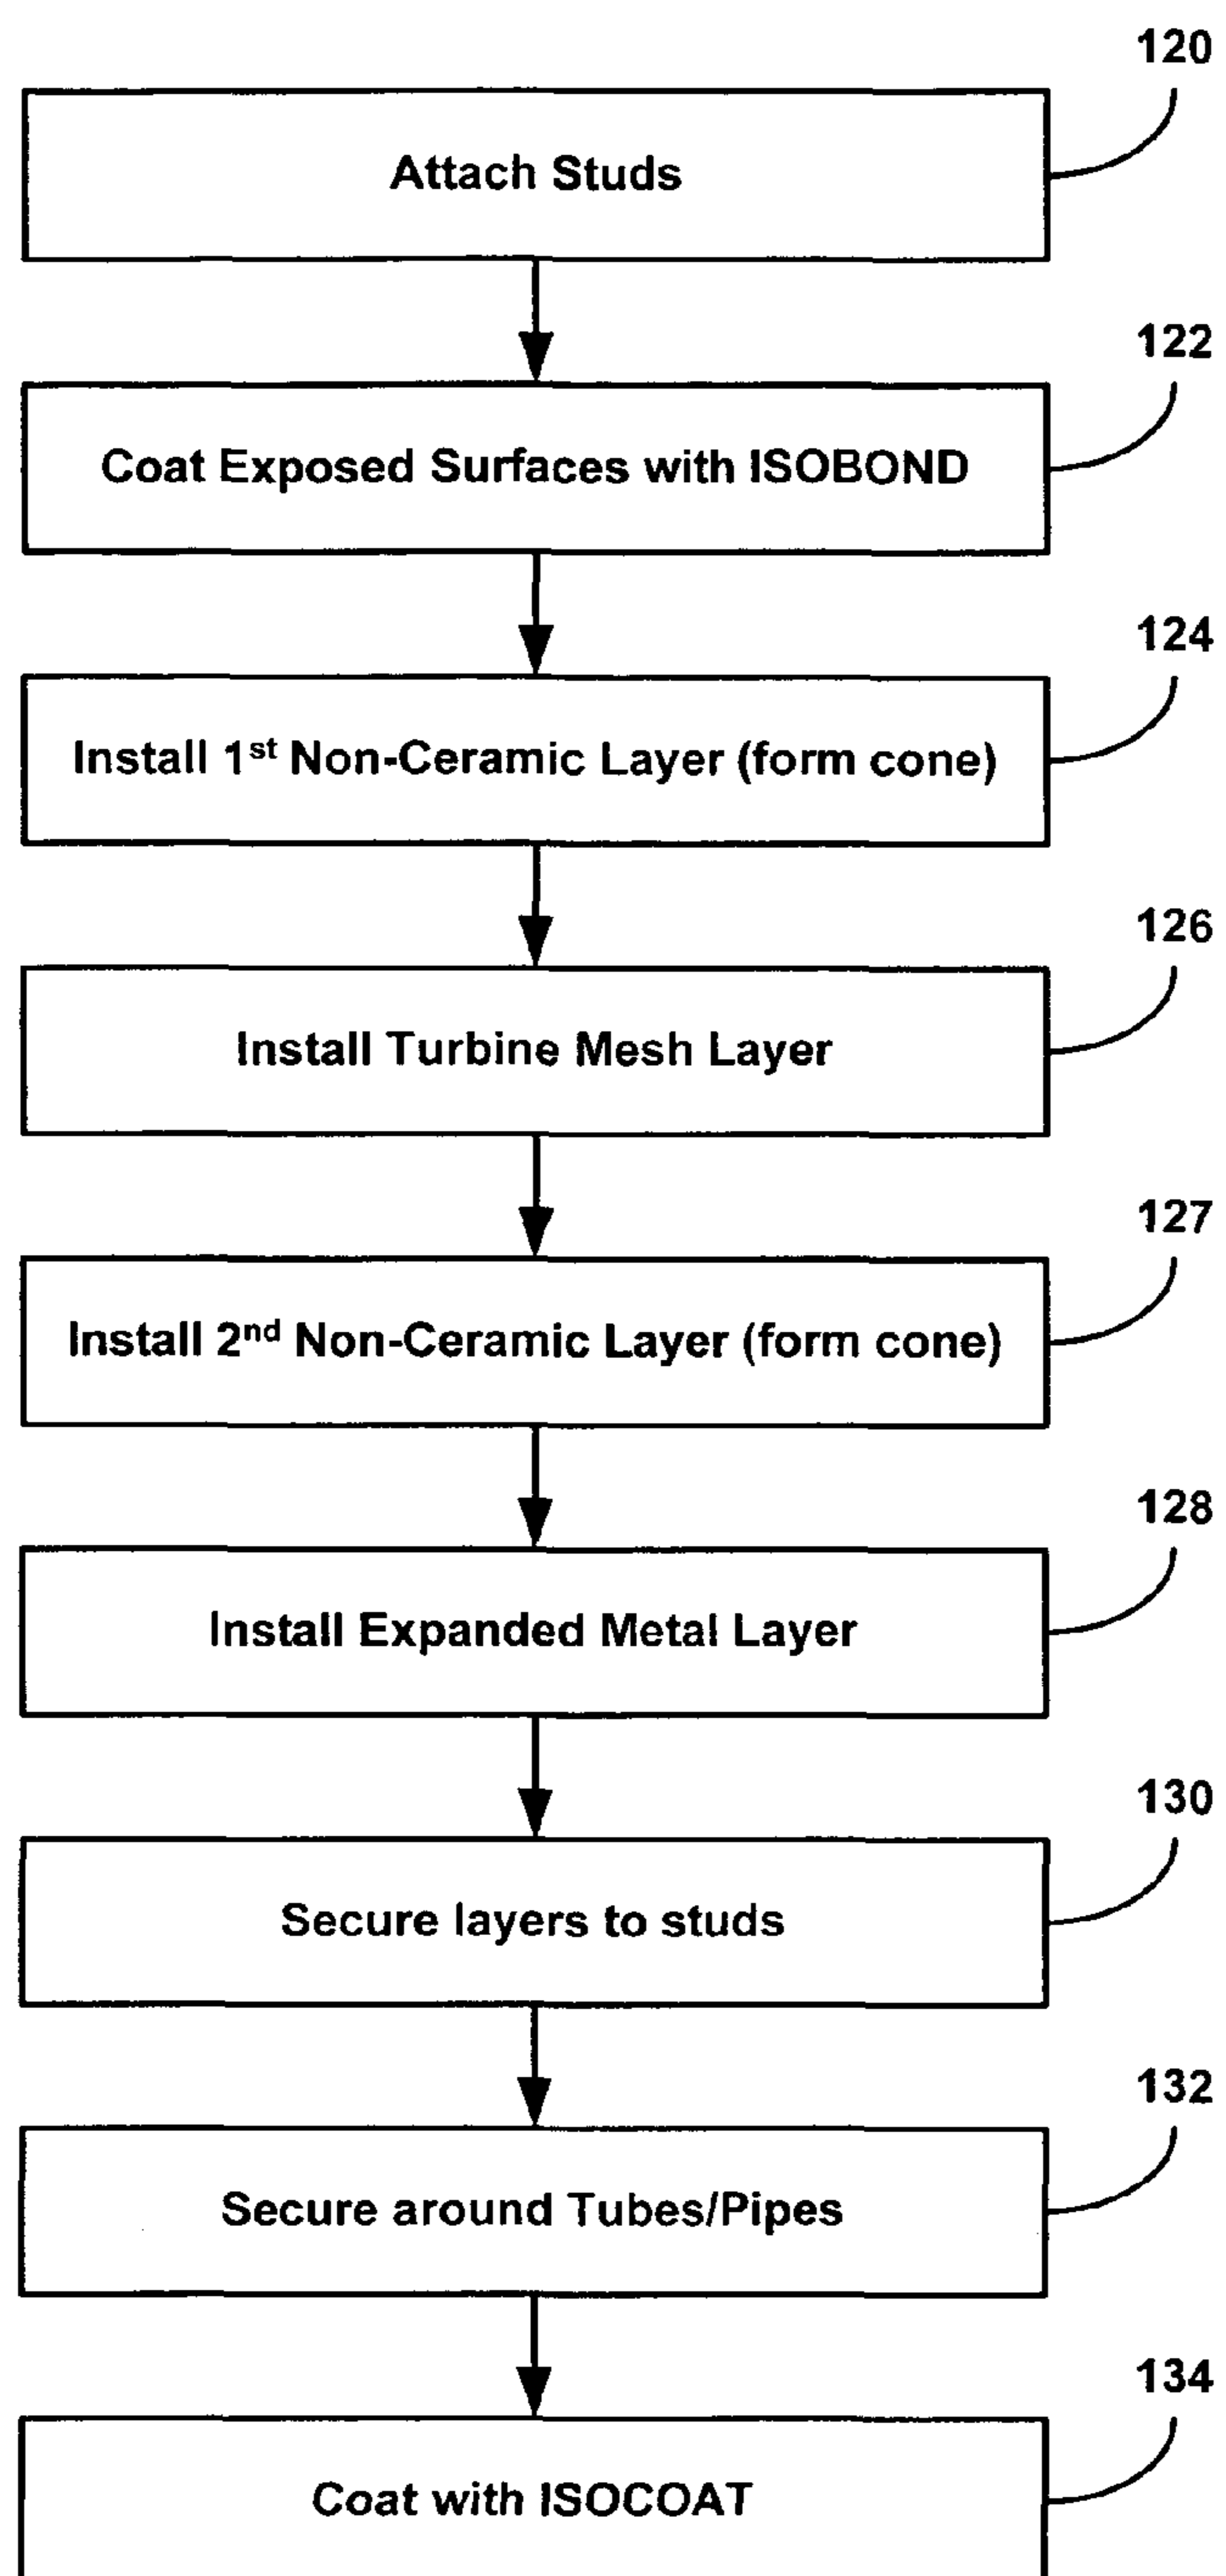 120
Attach Studs
122
Coat Exposed Surfaces with ISOBOND
124
Install 1st Non-Ceramic Layer (form cone)
126
Install Turbine Mesh Layer
127
Install 2nd Non-Ceramic Layer (form cone)
128
Install Expanded Metal Layer
130
Secure layers to studs
132
Secure around Tubes/Pipes
134
Coat with ISOCOAT